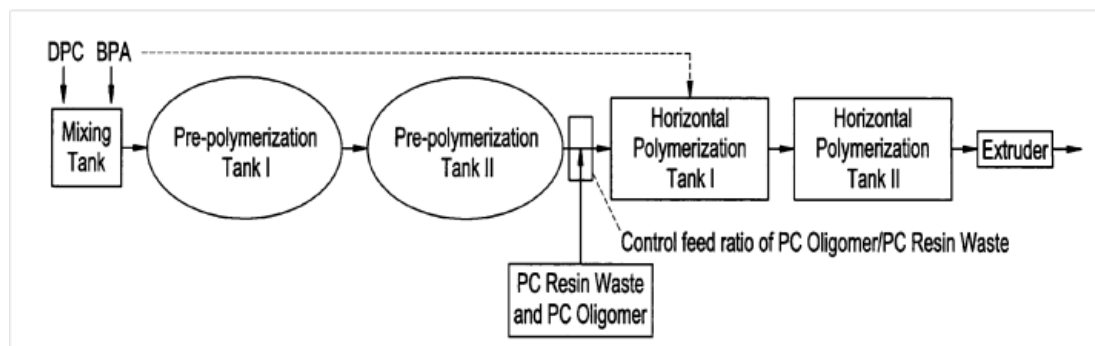 DPC BPA
Mixing
Tank
Pre-polymerization
Tank I
Pre-polymerization
Tank II
Horizontal
Polymerization
Tank I
Horizontal
Polymerization
Tank II
Extruder
Control feed ratio of PC Oligomer/PC Resin Waste
PC Resin Waste
and PC Oligomer